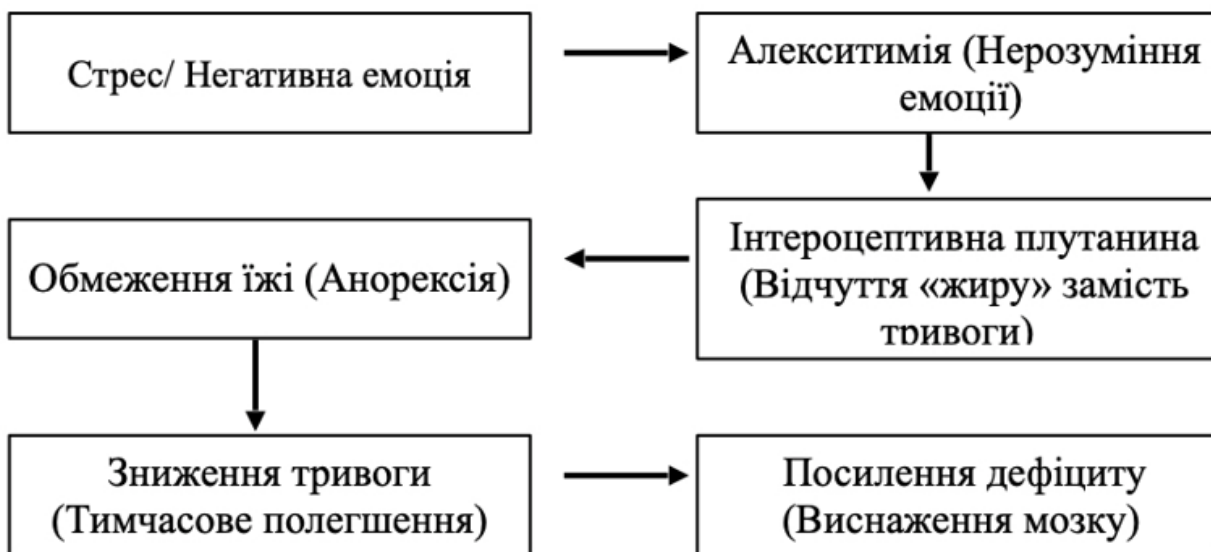 Стрес/ Негативна емоція
Алекситимія (Нерозуміння
емоції)
Інтероцептивна плутанина
(Відчуття «жиру» замість
тривоги)
Обмеження їжі (Анорексія)
Зниження тривоги
(Тимчасове полегшення)
Посилення дефіциту
(Виснаження мозку)